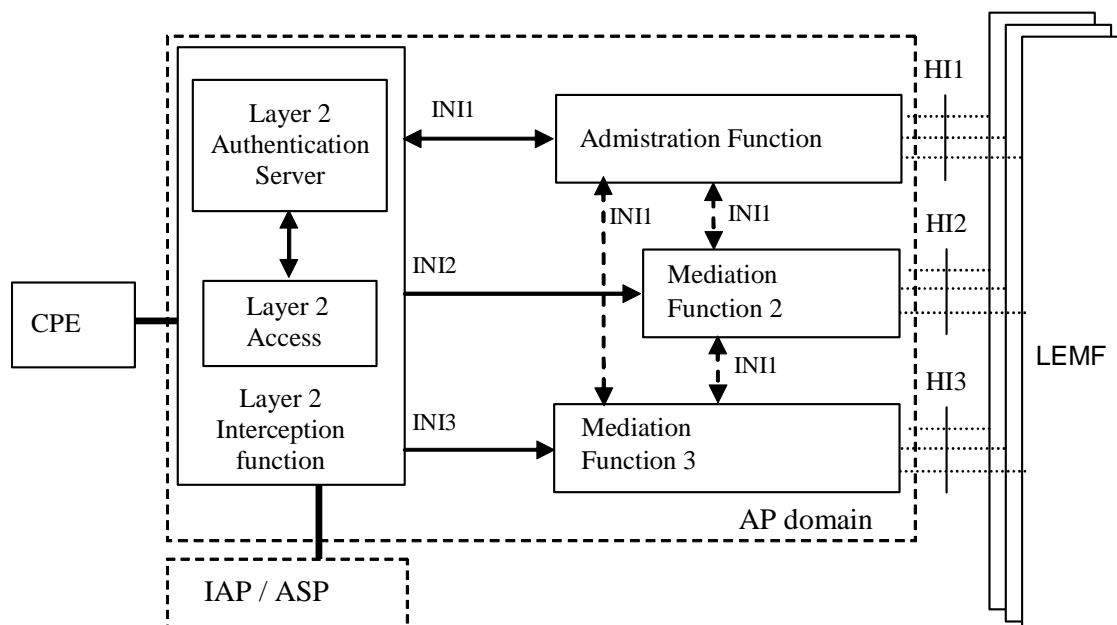 HI1
Layer 2
Authentication
Server
INI1
Admistration Function
INI1
INI1
HI2
INI2
Mediation
Function 2
CPE
Layer 2
Access
INI1
LEMF
HI3
Layer 2
Interception
function
INI3
Mediation
Function 3
AP domain
IAP / ASP